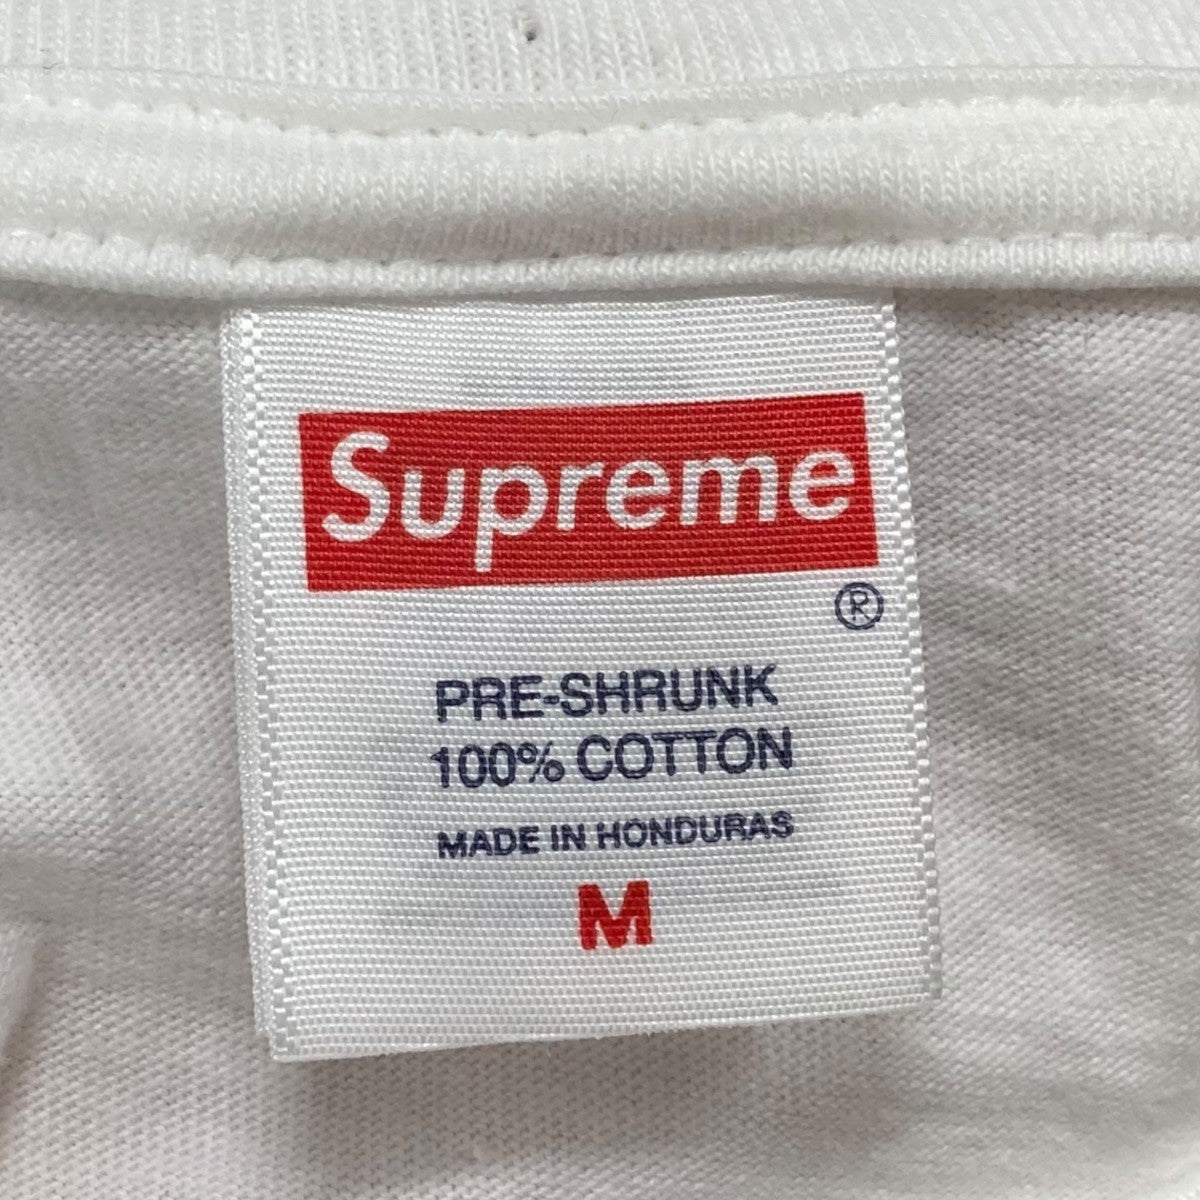 Supreme
®
PRE-SHRUNK
100% COTTON
MADE IN HONDURAS
M